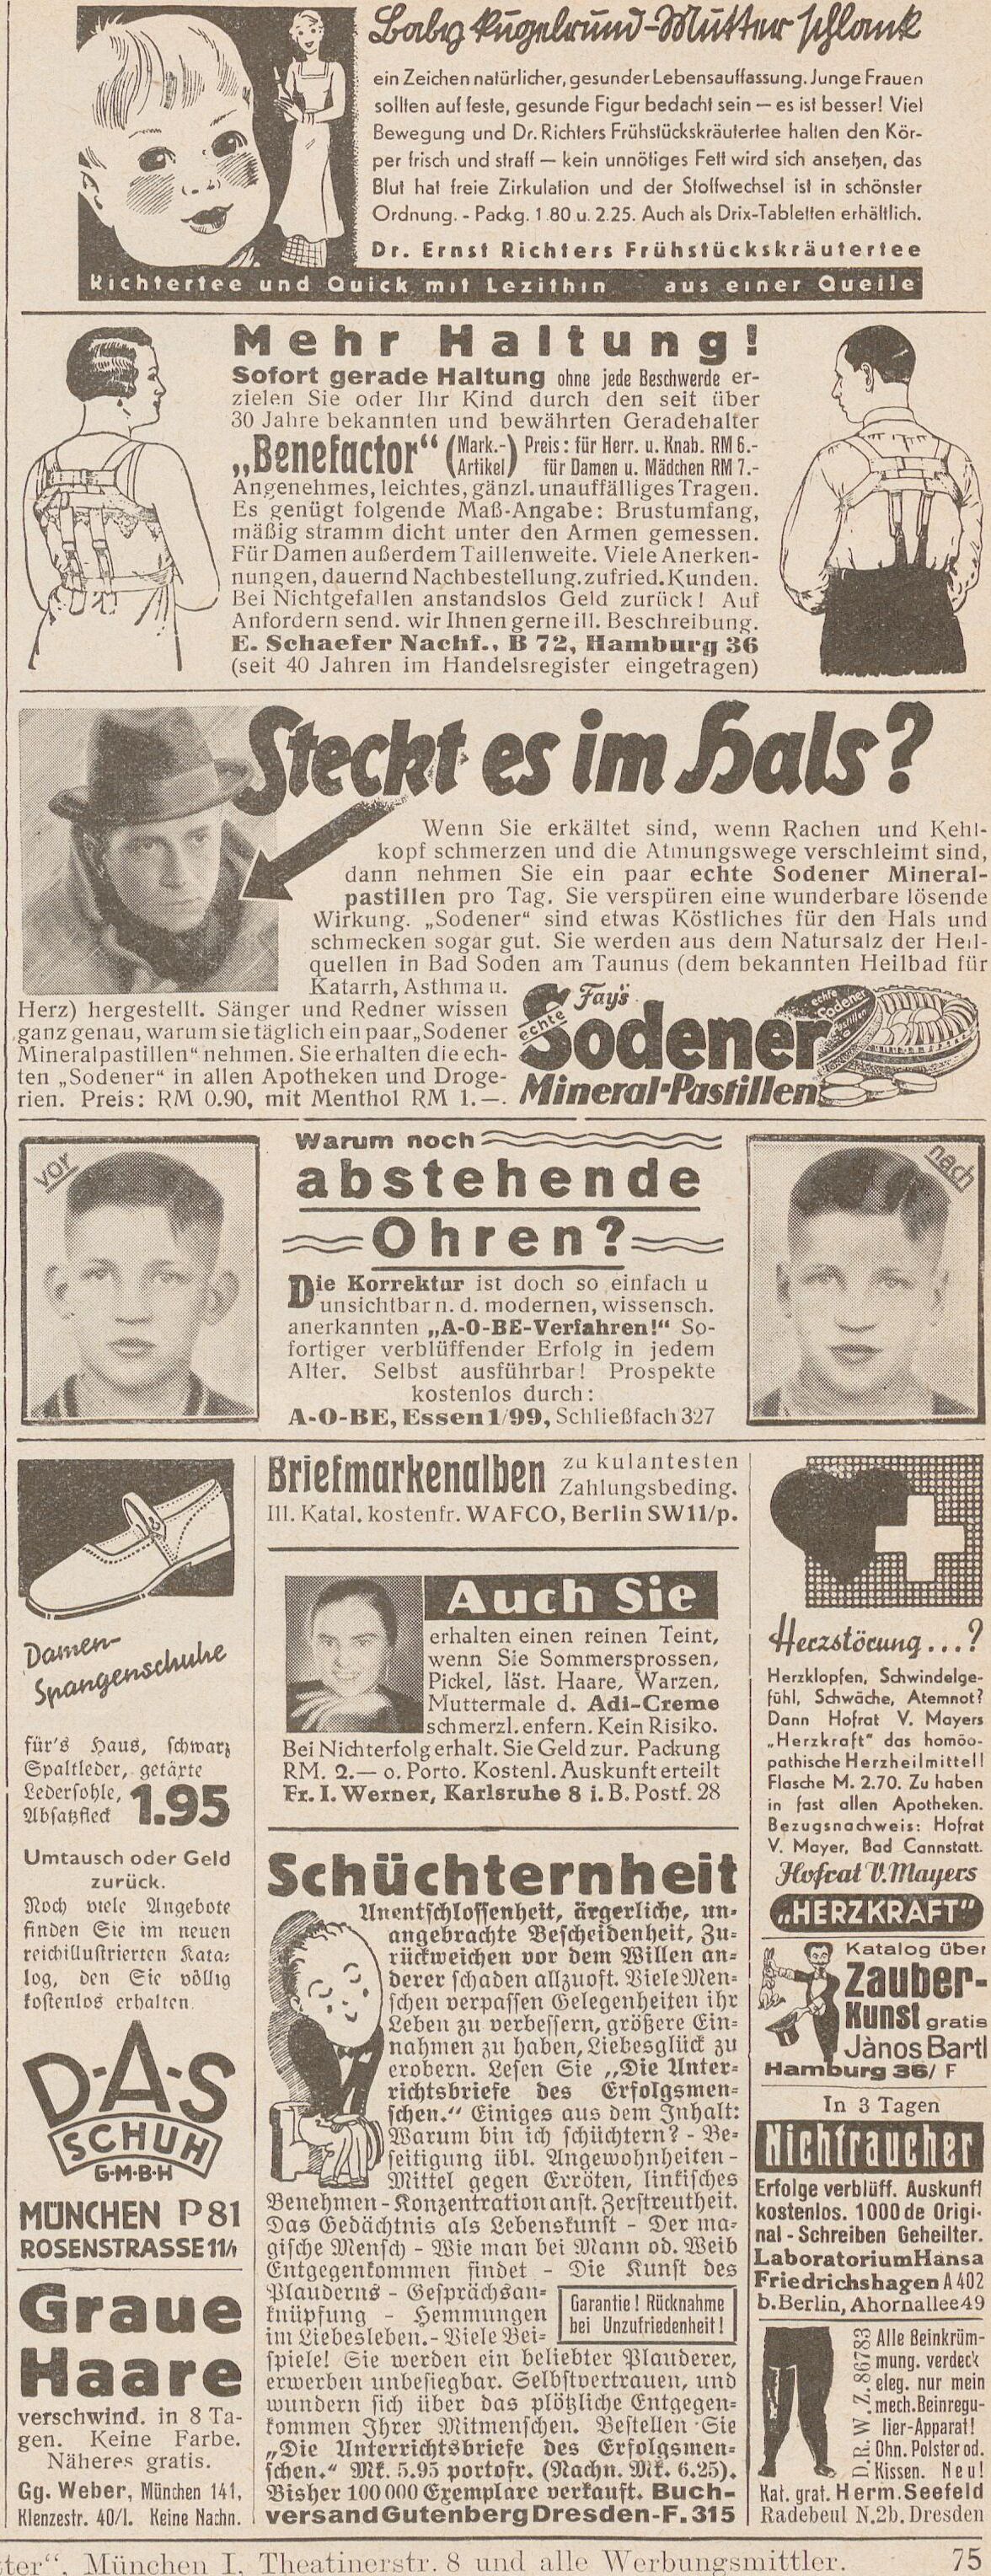 Baby kugelrund-Mutter schlank
ein Zeichen natürlicher, gesunder Lebensauffassung. Junge Frauen
sollten auf feste, gesunde Figur bedacht sein — es ist besser! Viel
Bewegung und Dr. Richters Frühstückskräutertee halten den Kör-
per frisch und straff — kein unnötiges Fett wird sich ansetzen, das
Blut hat freie Zirkulation und der Stoffwechsel ist in schönster
Ordnung. - Packg. 1.80 u. 2.25. Auch als Drix-Tabletten erhältlich.
Dr. Ernst Richters Frühstückskräutertee
Richtertee und Quick mit Lezithin aus einer Quelle
Mehr Haltung!
Sofort gerade Haltung ohne jede Beschwerde er-
zielen Sie oder Ihr Kind durch den seit über
30 Jahre bekannten und bewährten Geradehalter
„Benefactor“ (Mark.-Artikel) Preis: für Herr. u. Knab. RM 6.-
für Damen u. Mädchen RM 7.-
Angenehmes, leichtes, gänzl. unauffälliges Tragen.
Es genügt folgende Maß-Angabe: Brustumfang,
mäßig stramm dicht unter den Armen gemessen.
Für Damen außerdem Taillenweite. Viele Anerken-
nungen, dauernd Nachbestellung. zufried. Kunden.
Bei Nichtgefallen anstandslos Geld zurück! Auf
Anfordern send. wir Ihnen gerne ill. Beschreibung.
E. Schaefer Nachf., B 72, Hamburg 36
(seit 40 Jahren im Handelsregister eingetragen)
Steckt es im Hals?
Wenn Sie erkältet sind, wenn Rachen und Kehl-
kopf schmerzen und die Atmungswege verschleimt sind,
dann nehmen Sie ein paar echte Sodener Mineral-
pastillen pro Tag. Sie verspüren eine wunderbare lösende
Wirkung. „Sodener“ sind etwas Köstliches für den Hals und
schmecken sogar gut. Sie werden aus dem Natursalz der Heil-
quellen in Bad Soden am Taunus (dem bekannten Heilbad für
Katarrh, Asthma u.
Herz) hergestellt. Sänger und Redner wissen
ganz genau, warum sie täglich ein paar „Sodener
Mineralpastillen“ nehmen. Sie erhalten die ech-
ten „Sodener“ in allen Apotheken und Droge-
rien. Preis: RM 0.90, mit Menthol RM 1.—.
echte Fay's
Sodener
Mineral-Pastillen
echte
Sodener
Pastillen
vor
Warum noch
abstehende
Ohren?
Die Korrektur ist doch so einfach u
unsichtbar n. d. modernen, wissensch.
anerkannten „A-O-BE-Verfahren!“ So-
fortiger verblüffender Erfolg in jedem
Alter. Selbst ausführbar! Prospekte
kostenlos durch:
A-O-BE, Essen 1/99, Schließfach 327
nach
Damen-
Spangenschuhe
für's Haus, schwarz
Spaltleder, getärte
Ledersohle,
Absatzfleck 1.95
Umtausch oder Geld
zurück.
Noch viele Angebote
finden Sie im neuen
reichillustrierten Kata-
log, den Sie völlig
kostenlos erhalten.
D-A-S
SCHUH
G·M·B·H
MÜNCHEN P 81
ROSENSTRASSE 11/I
Graue
Haare
verschwind. in 8 Ta-
gen. Keine Farbe.
Näheres gratis.
Gg. Weber, München 141,
Klenzestr. 40/I. Keine Nachn.
Briefmarkenalben zu kulantesten
Zahlungsbeding.
Ill. Katal. kostenfr. WAFCO, Berlin SW11/p.
Auch Sie
erhalten einen reinen Teint,
wenn Sie Sommersprossen,
Pickel, läst. Haare, Warzen,
Muttermale d. Adi-Creme
schmerzl. enfern. Kein Risiko.
Bei Nichterfolg erhalt. Sie Geld zur. Packung
RM. 2.— o. Porto. Kostenl. Auskunft erteilt
Fr. I. Werner, Karlsruhe 8 i. B. Postf. 28
Schüchternheit
Unentschlossenheit, ärgerliche, un-
angebrachte Bescheidenheit, Zu-
rückweichen vor dem Willen an-
derer schaden allzuoft. Viele Men-
schen verpassen Gelegenheiten ihr
Leben zu verbessern, größere Ein-
nahmen zu haben, Liebesglück zu
erobern. Lesen Sie „Die Unter-
richtsbriefe des Erfolgsmen-
schen.“ Einiges aus dem Inhalt:
Warum bin ich schüchtern? - Be-
seitigung übl. Angewohnheiten -
Mittel gegen Erröten, linkisches
Benehmen - Konzentration anst. Zerstreutheit.
Das Gedächtnis als Lebenskunst - Der ma-
gische Mensch - Wie man bei Mann od. Weib
Entgegenkommen findet - Die Kunst des
Plauderns - Gesprächsan-
knüpfung - Hemmungen
im Liebesleben. - Viele Bei-
Garantie! Rücknahme
bei Unzufriedenheit!
spiele! Sie werden ein beliebter Plauderer,
erwerben unbesiegbar. Selbstvertrauen, und
wundern sich über das plötzliche Entgegen-
kommen Ihrer Mitmenschen. Bestellen Sie
„Die Unterrichtsbriefe des Erfolgsmen-
schen.“ Mk. 5.95 portofr. (Nachn. Mk. 6.25).
Bisher 100 000 Exemplare verkauft. Buch-
versand Gutenberg Dresden-F. 315
Herzstörung...?
Herzklopfen, Schwindelge-
fühl, Schwäche, Atemnot?
Dann Hofrat V. Mayers
„Herzkraft“ das homöo-
pathische Herzheilmittel!
Flasche M. 2.70. Zu haben
in fast allen Apotheken.
Bezugsnachweis: Hofrat
V. Mayer, Bad Cannstatt.
Hofrat V. Mayers
„HERZKRAFT“
Katalog über
Zauber-
Kunst gratis
Jànos Bartl
Hamburg 36/ F
In 3 Tagen
Nichtraucher
Erfolge verblüff. Auskunft
kostenlos. 1000 de Origi-
nal - Schreiben Geheilter.
Laboratorium Hansa
Friedrichshagen A 402
b. Berlin, Ahornallee 49
D. R. W. Z. 86783
Alle Beinkrüm-
mung. verdeck
eleg. nur mein
mech. Beinregu-
lier-Apparat!
Ohn. Polster od.
Kissen. Neu!
Kat. grat. Herm. Seefeld
Radebeul N. 2b. Dresden
ter“, München I, Theatinerstr. 8 und alle Werbungsmittler. 75